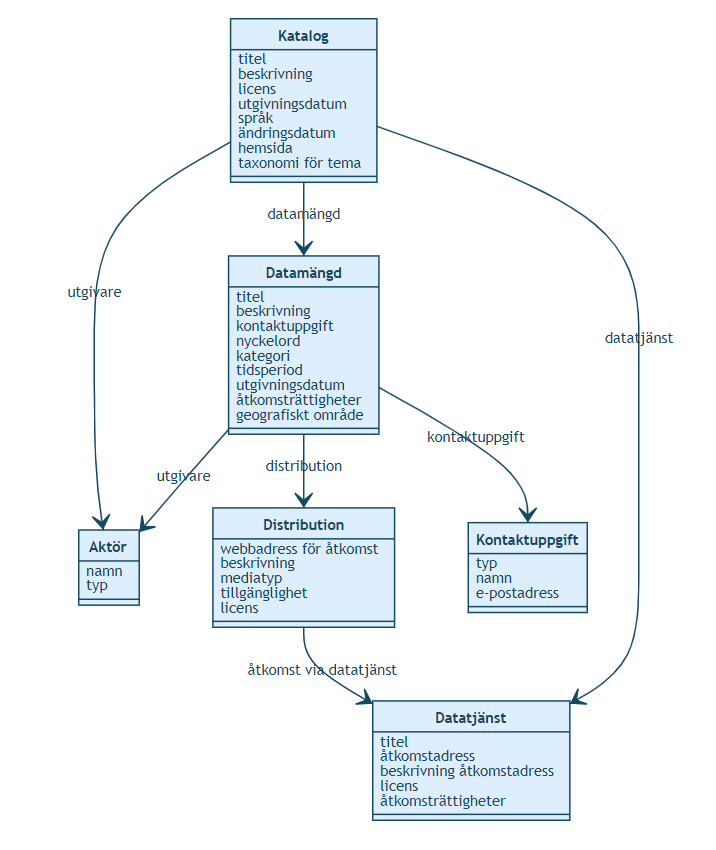 Katalog
titel
beskrivning
licens
utgivningsdatum
språk
ändringsdatum
hemsida
taxonomi för tema
datamängd
utgivare
datatjänst
Datamängd
titel
beskrivning
kontaktuppgift
nyckelord
kategori
tidsperiod
utgivningsdatum
åtkomsträttigheter
geografiskt område
utgivare
distribution
kontaktuppgift
Aktör
namn
typ
Distribution
webbadress för åtkomst
beskrivning
mediatyp
tillgänglighet
licens
Kontaktuppgift
typ
namn
e-postadress
åtkomst via datatjänst
Datatjänst
titel
åtkomstadress
beskrivning åtkomstadress
licens
åtkomsträttigheter